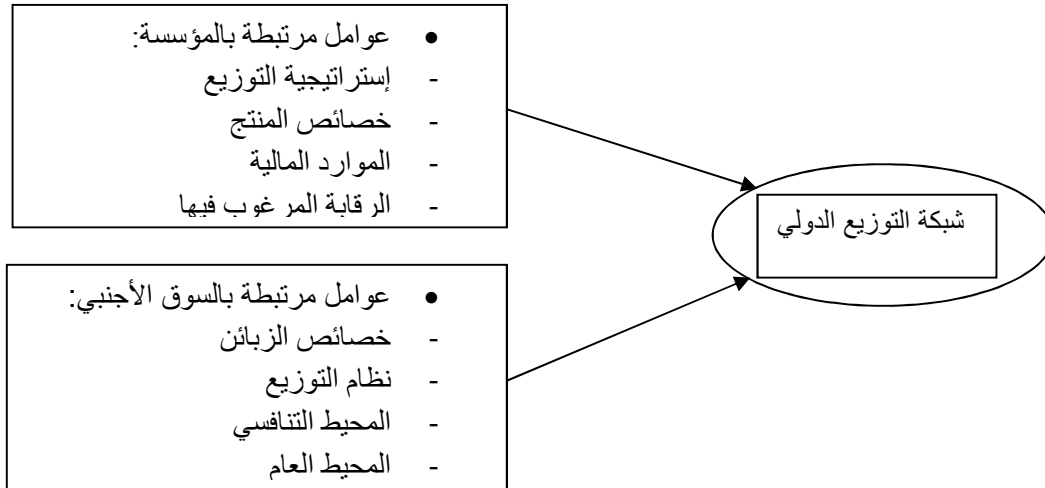 • عوامل مرتبطة بالمؤسسة:
- إستراتيجية التوزيع
- خصائص المنتج
- الموارد المالية
- الرقابة المرغوب فيها
شبكة التوزيع الدولي
• عوامل مرتبطة بالسوق الأجنبي:
- خصائص الزبائن
- نظام التوزيع
- المحيط التنافسي
- المحيط العام